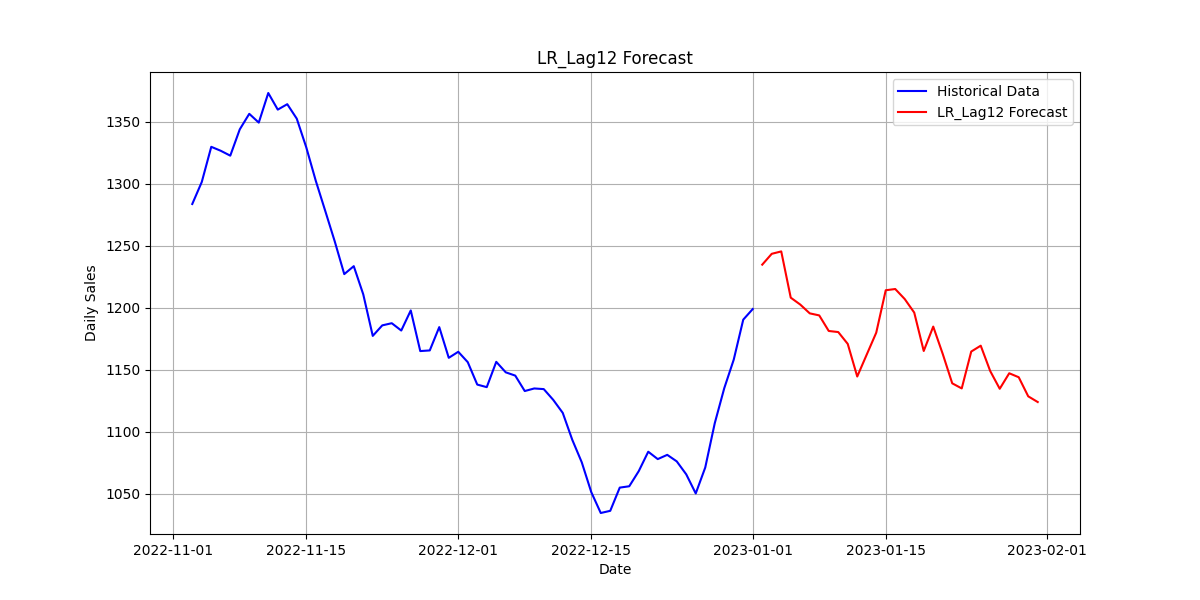 LR_Lag12 Forecast
Historical Data
LR_Lag12 Forecast
Daily Sales
1350
1300
1250
1200
1150
1100
1050
2022-11-01
2022-11-15
2022-12-01
2022-12-15
2023-01-01
2023-01-15
2023-02-01
Date